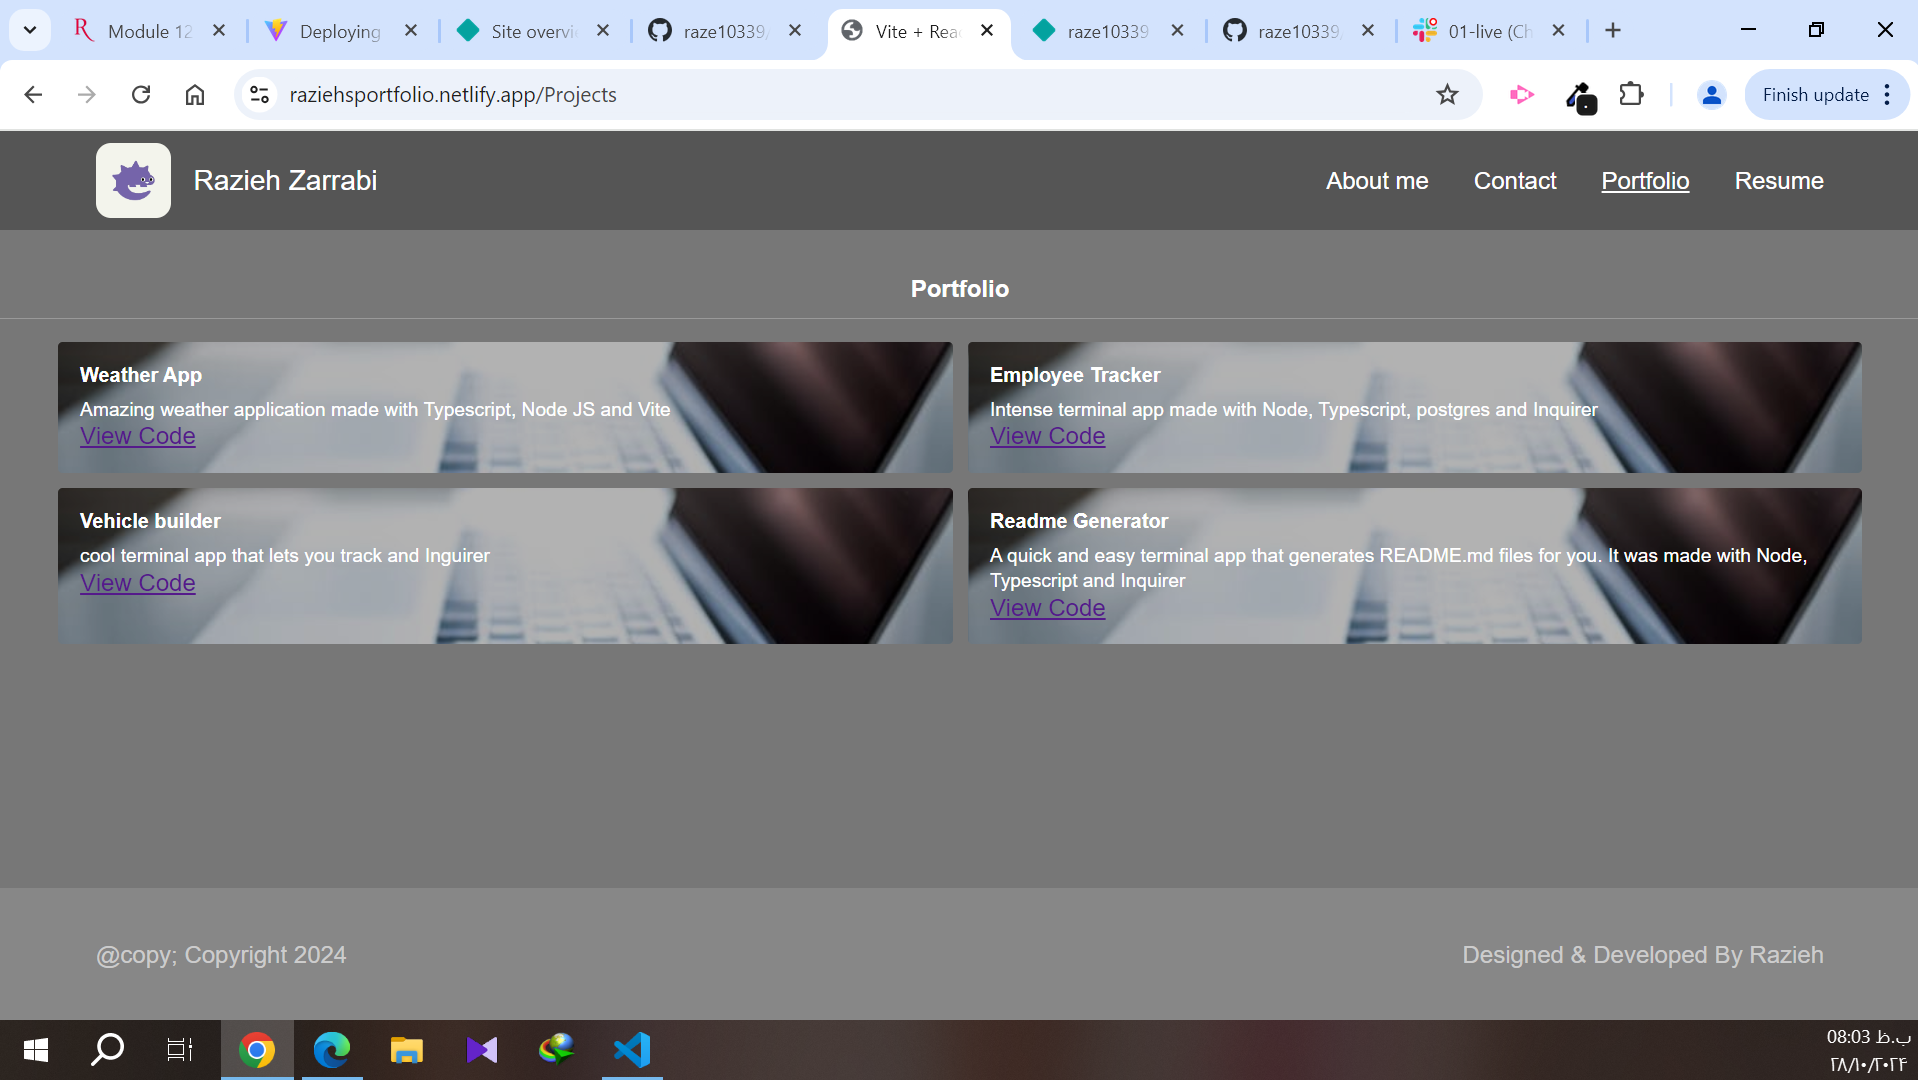 Module 12
Deploying
Site overvi
raze10339/
Vite + Rea
raze10339
raze10339/
01-live (Ch
raziehsportfolio.netlify.app/Projects
Finish update
Razieh Zarrabi
About me
Contact
Portfolio
Resume
Portfolio
Weather App
Amazing weather application made with Typescript, Node JS and Vite
View Code
Employee Tracker
Intense terminal app made with Node, Typescript, postgres and Inquirer
View Code
Vehicle builder
cool terminal app that lets you track and Inguirer
View Code
Readme Generator
A quick and easy terminal app that generates README.md files for you. It was made with Node,
Typescript and Inquirer
View Code
@copy; Copyright 2024
Designed & Developed By Razieh
08:03 ب.ظ
۲۸/۱۰/۲۰۲۴